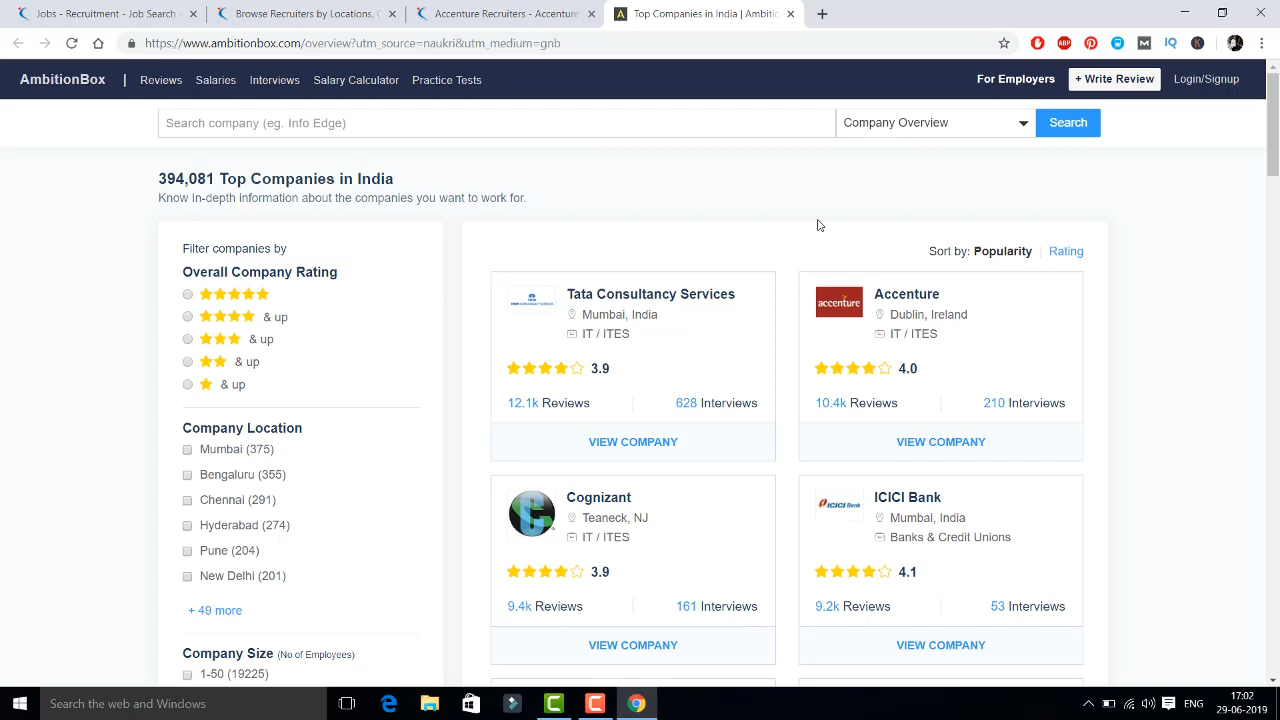 Jobs - Recruitment - Job Search -
Browse Recruiters by Locations, C
Accenture Recruiters - Accenture
Top Companies in India | Ambitio
https://www.ambitionbox.com/overview?utm_source=naukri&utm_medium=gnb
ABP
M
IQ
K
AmbitionBox
|
Reviews
Salaries
Interviews
Salary Calculator
Practice Tests
For Employers
+ Write Review
Login/Signup
Search company (eg. Info Edge)
Company Overview
Search
394,081 Top Companies in India
Know In-depth information about the companies you want to work for.
Filter companies by
Overall Company Rating
& up
& up
& up
& up
Company Location
Mumbai (375)
Bengaluru (355)
Chennai (291)
Hyderabad (274)
Pune (204)
New Delhi (201)
+ 49 more
Company Size (No of Employees)
1-50 (19225)
Sort by: Popularity
Rating
TATA
Tata Consultancy Services
Mumbai, India
IT / ITES
3.9
12.1k Reviews
628 Interviews
VIEW COMPANY
accenture
Accenture
Dublin, Ireland
IT / ITES
4.0
10.4k Reviews
210 Interviews
VIEW COMPANY
Cognizant
Teaneck, NJ
IT / ITES
3.9
9.4k Reviews
161 Interviews
VIEW COMPANY
ICICI Bank
ICICI Bank
Mumbai, India
Banks & Credit Unions
4.1
9.2k Reviews
53 Interviews
VIEW COMPANY
Search the web and Windows
ENG
17:02
29-06-2019